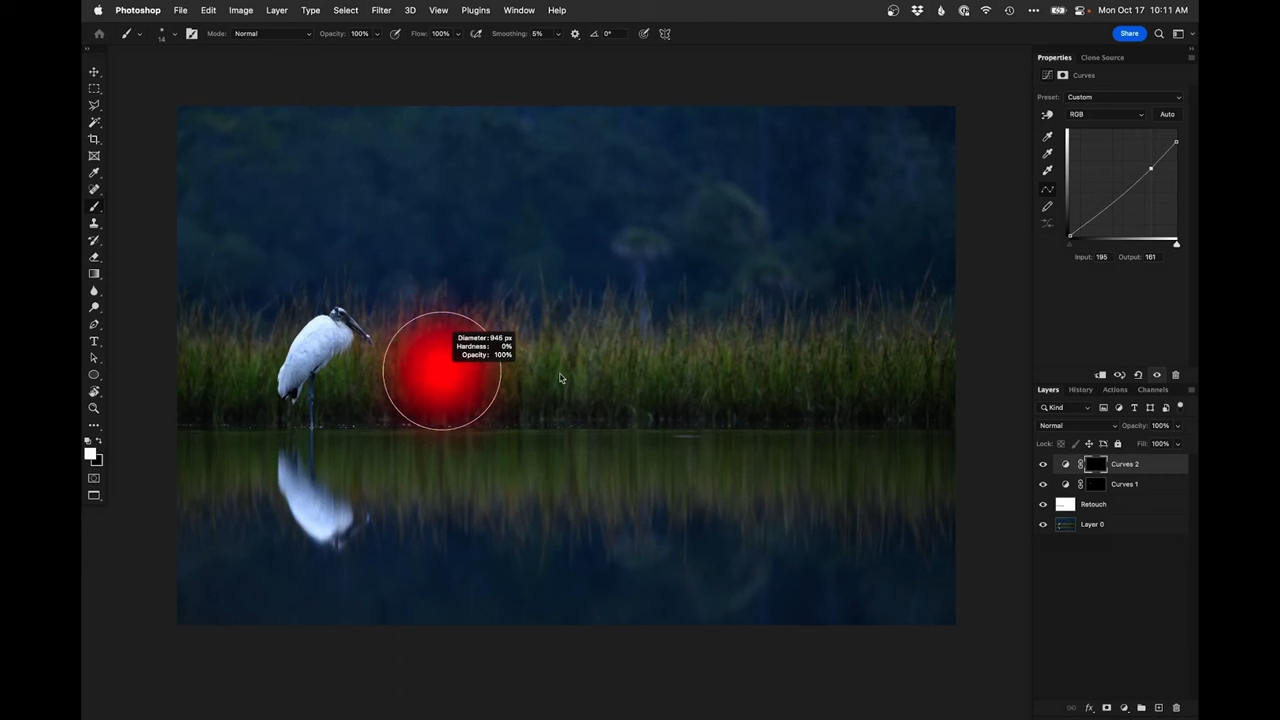 Photoshop File Edit Image Layer Type Select Filter 3D View Plugins Window Help Mon Oct 17 10:11 AM
14 Mode: Normal Opacity: 100% Flow: 100% Smoothing: 5% 0° Share
Properties Clone Source
Curves
Preset: Custom
RGB Auto
Input: 195 Output: 161
Diameter: 945 px
Hardness: 0%
Opacity: 100%
Layers History Actions Channels
Kind
Normal Opacity: 100%
Lock: Fill: 100%
Curves 2
Curves 1
Retouch
Layer 0